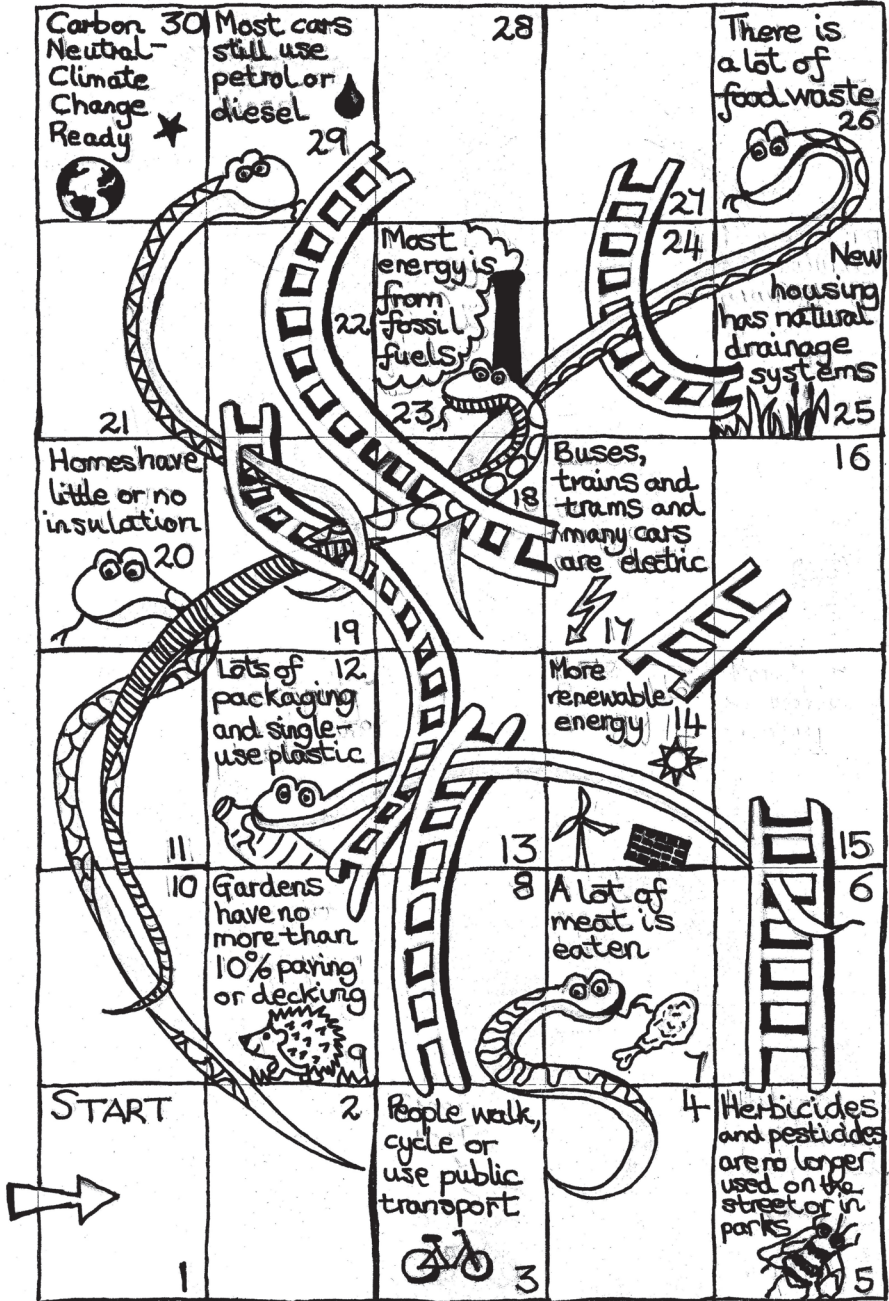 Carbon 30
Neutral-
Climate
Change
Ready
Most cars
still use
petrol or
diesel
29
28
27
There is
a lot of
food waste
26
21
22
Most
energy is
from
fossil
fuels
23
24
New
housing
has natural
drainage
systems
25
Homes have
little or no
insulation
20
19
18
Buses,
trains and
trams and
many cars
are electric
17
16
11
Lots of 12
packaging
and single-
use plastic
13
More
renewable
energy 14
15
10
Gardens
have no
more than
10% paving
or decking
9
8
A lot of
meat is
eaten
7
6
START
1
2
People walk,
cycle or
use public
transport
3
4
Herbicides
and pesticides
are no longer
used on the
street or in
parks
5